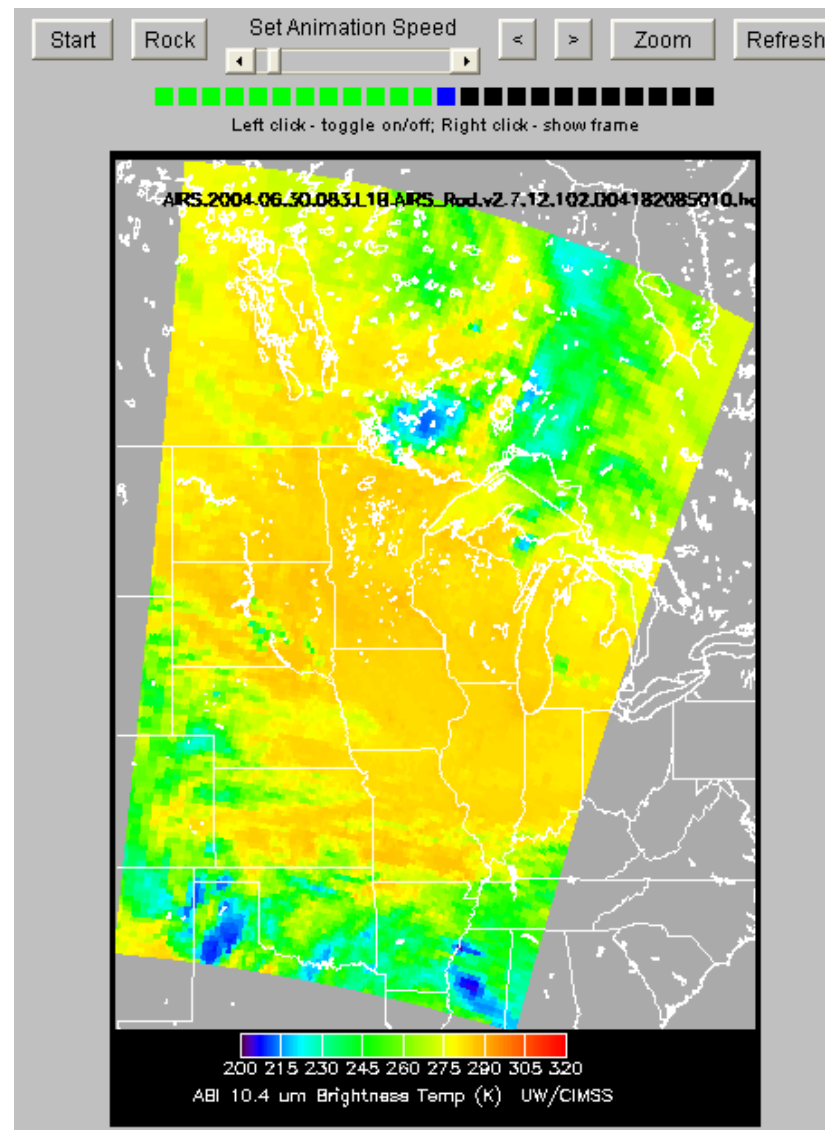 Start Rock Set Animation Speed < > Zoom Refresh
Left click - toggle on/off; Right click - show frame
AIRS.2004.06.30.083.L1B.AIRS_Rad.v2.7.12.102.D04182085010.hd
200 215 230 245 260 275 290 305 320
ABI 10.4 um Brightness Temp (K) UW/CIMSS